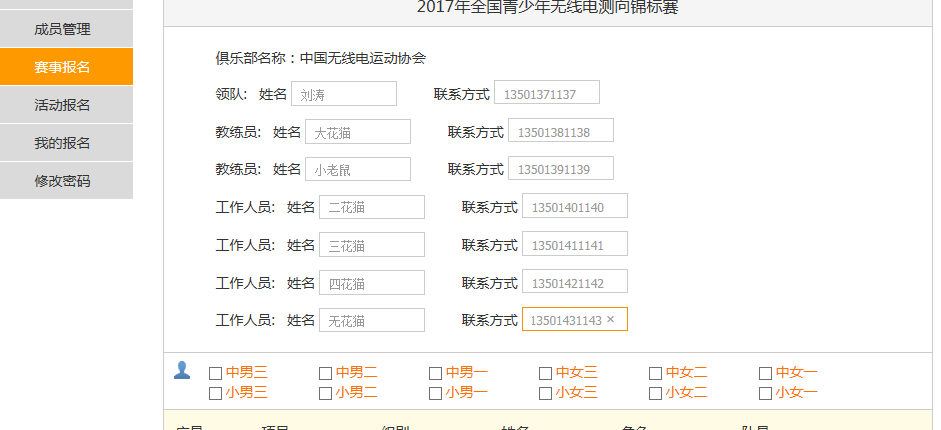 2017年全国青少年无线电测向锦标赛
成员管理
赛事报名
活动报名
我的报名
修改密码
俱乐部名称：中国无线电运动协会
领队: 姓名 刘涛 联系方式 13501371137
教练员: 姓名 大花猫 联系方式 13501381138
教练员: 姓名 小老鼠 联系方式 13501391139
工作人员: 姓名 二花猫 联系方式 13501401140
工作人员: 姓名 三花猫 联系方式 13501411141
工作人员: 姓名 四花猫 联系方式 13501421142
工作人员: 姓名 无花猫 联系方式 13501431143 ×
中男三 中男二 中男一 中女三 中女二 中女一
小男三 小男二 小男一 小女三 小女二 小女一